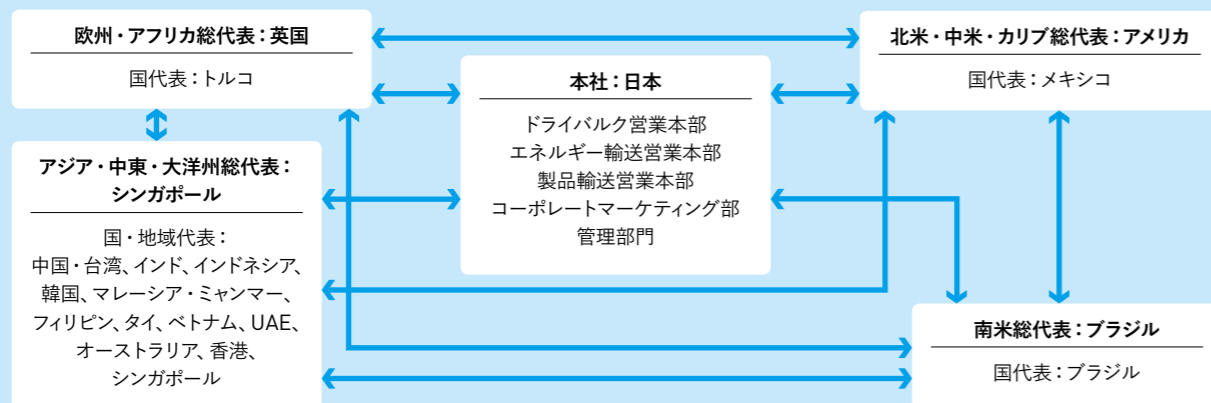 欧州・アフリカ総代表：英国
国代表：トルコ
北米・中米・カリブ総代表：アメリカ
国代表：メキシコ
本社：日本
ドライバルク営業本部
エネルギー輸送営業本部
製品輸送営業本部
コーポレートマーケティング部
管理部門
アジア・中東・大洋州総代表：
シンガポール
国・地域代表：
中国・台湾、インド、インドネシア、
韓国、マレーシア・ミャンマー、
フィリピン、タイ、ベトナム、UAE、
オーストラリア、香港、
シンガポール
南米総代表：ブラジル
国代表：ブラジル